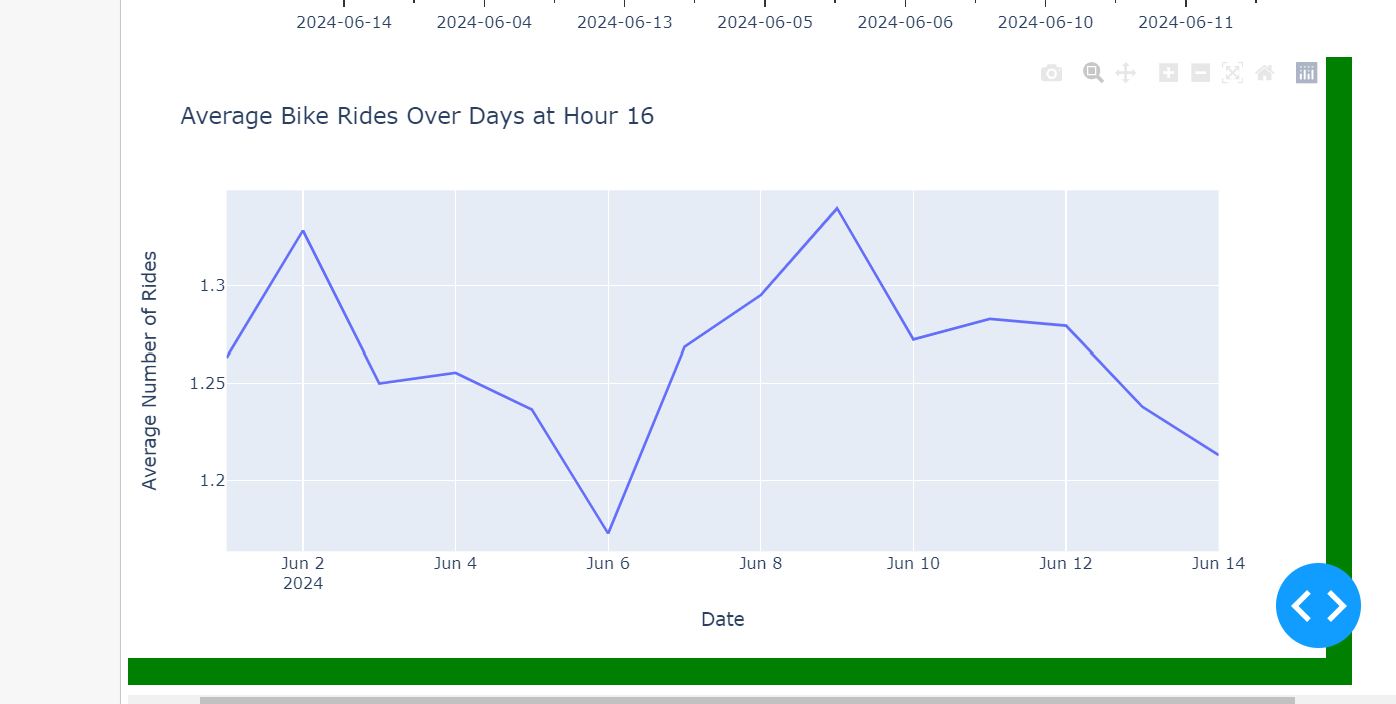 2024-06-14 2024-06-04 2024-06-13 2024-06-05 2024-06-06 2024-06-10 2024-06-11
Average Bike Rides Over Days at Hour 16
Average Number of Rides
1.3
1.25
1.2
Jun 2 Jun 4 Jun 6 Jun 8 Jun 10 Jun 12 Jun 14
2024
Date